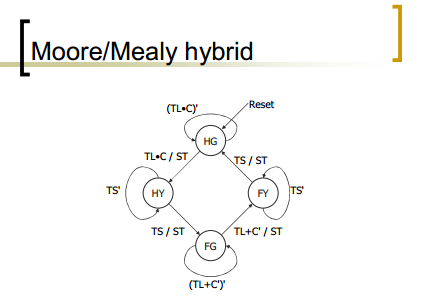 Moore/Mealy hybrid
(TL•C)'
Reset
HG
TL•C / ST
TS / ST
TS'
HY
FY
TS'
TS / ST
TL+C' / ST
FG
(TL+C')'